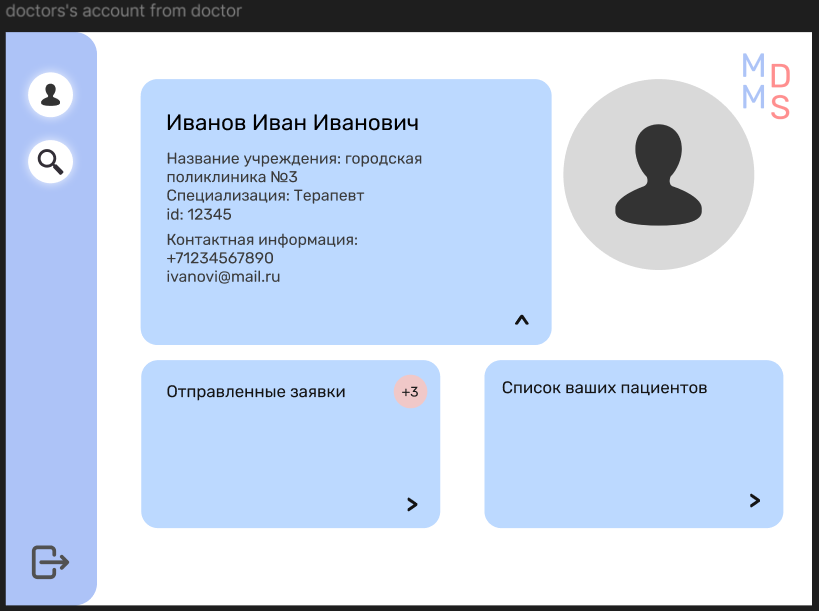 doctors's account from doctor
M
D
M
S
Иванов Иван Иванович
Название учреждения: городская
поликлиника №3
Специализация: Терапевт
id: 12345
Контактная информация:
+71234567890
ivanovi@mail.ru
Отправленные заявки
+3
Список ваших пациентов